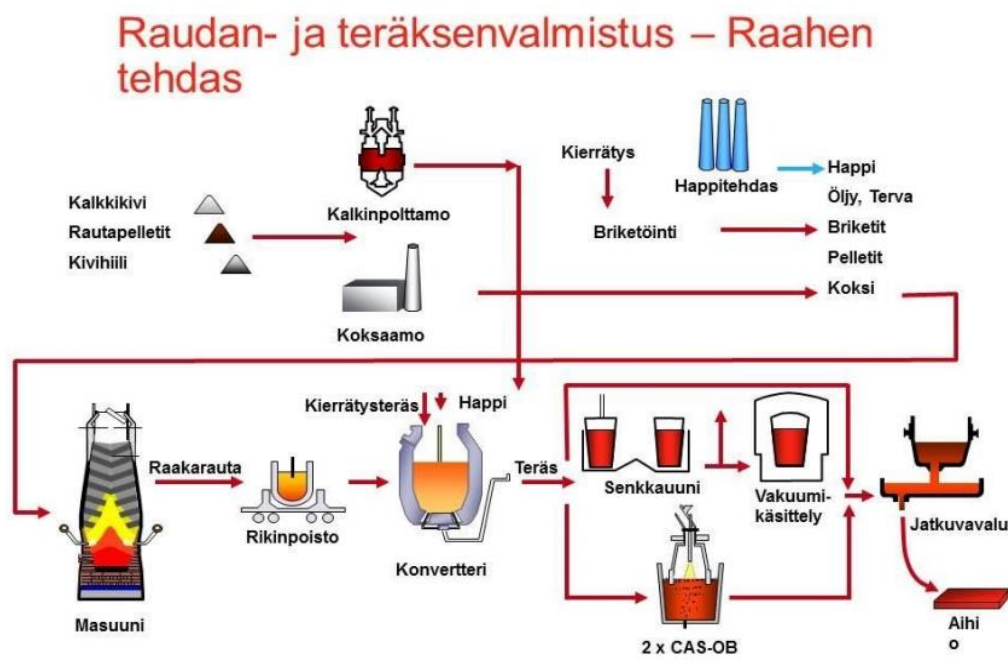 Raudan- ja teräksenvalmistus – Raahen
tehdas
Kalkkikivi
Rautapelletit
Kivihiili
Kalkinpolttamo
Koksaamo
Kierrätys
Briketöinti
Happitehdas
Happi
Öljy, Terva
Briketit
Pelletit
Koksi
Masuuni
Raakarauta
Rikinpoisto
Kierrätysteräs
Happi
Konvertteri
Teräs
Senkkauuni
Vakuumi-
käsittely
2 x CAS-OB
Jatkuvavalu
Aihi
o